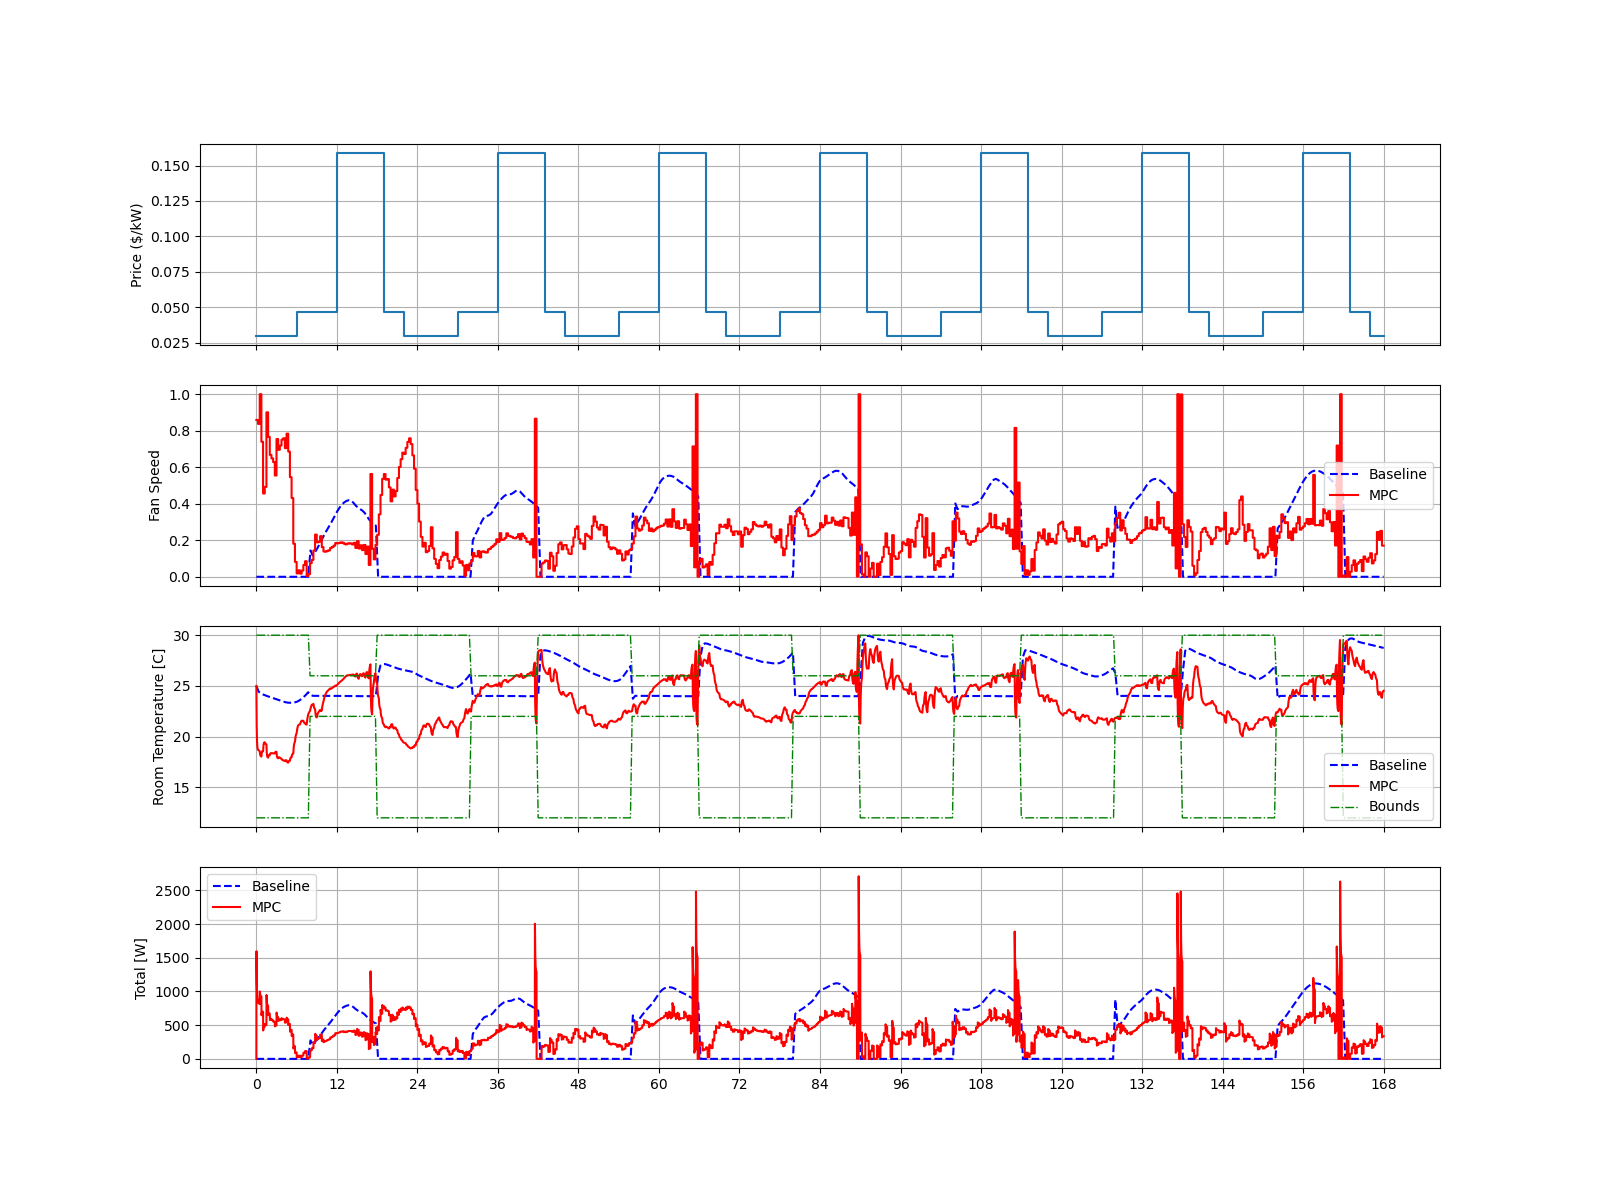 0.150
0.125
0.100
0.075
0.050
0.025
Price ($/kW)
1.0
0.8
0.6
0.4
0.2
0.0
Fan Speed
Baseline
MPC
30
25
20
15
Room Temperature [C]
Baseline
MPC
Bounds
2500
2000
1500
1000
500
0
Total [W]
Baseline
MPC
0 12 24 36 48 60 72 84 96 108 120 132 144 156 168